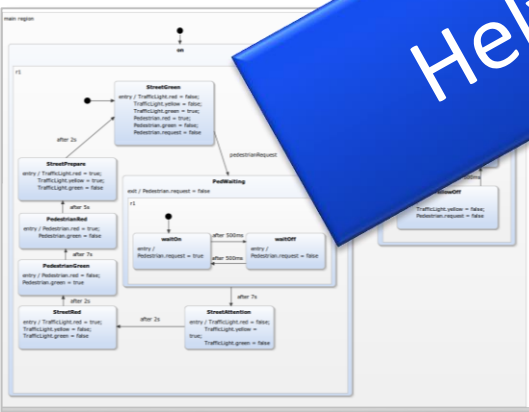 main region
on
r1
StreetGreen
entry / TrafficLight.red = false;
TrafficLight.yellow = false;
TrafficLight.green = true;
Pedestrian.red = true;
Pedestrian.green = false;
Pedestrian.request = false
after 2s
pedestrianRequest
StreetPrepare
entry / TrafficLight.red = true;
TrafficLight.yellow = true;
TrafficLight.green = false
after 5s
PedestrianRed
entry / Pedestrian.red = true;
Pedestrian.green = false
after 7s
PedestrianGreen
entry / Pedestrian.red = false;
Pedestrian.green = true
after 2s
StreetRed
entry / TrafficLight.red = true;
TrafficLight.yellow = false;
TrafficLight.green = false
after 2s
PedWaiting
exit / Pedestrian.request = false
r1
waitOn
entry /
Pedestrian.request = true
after 500ms
after 500ms
waitOff
entry /
Pedestrian.request = false
after 7s
StreetAttention
entry / TrafficLight.red = false;
TrafficLight.yellow =
true;
TrafficLight.green = false
TrafficLight.yellow = false;
Pedestrian.red = false
Hel